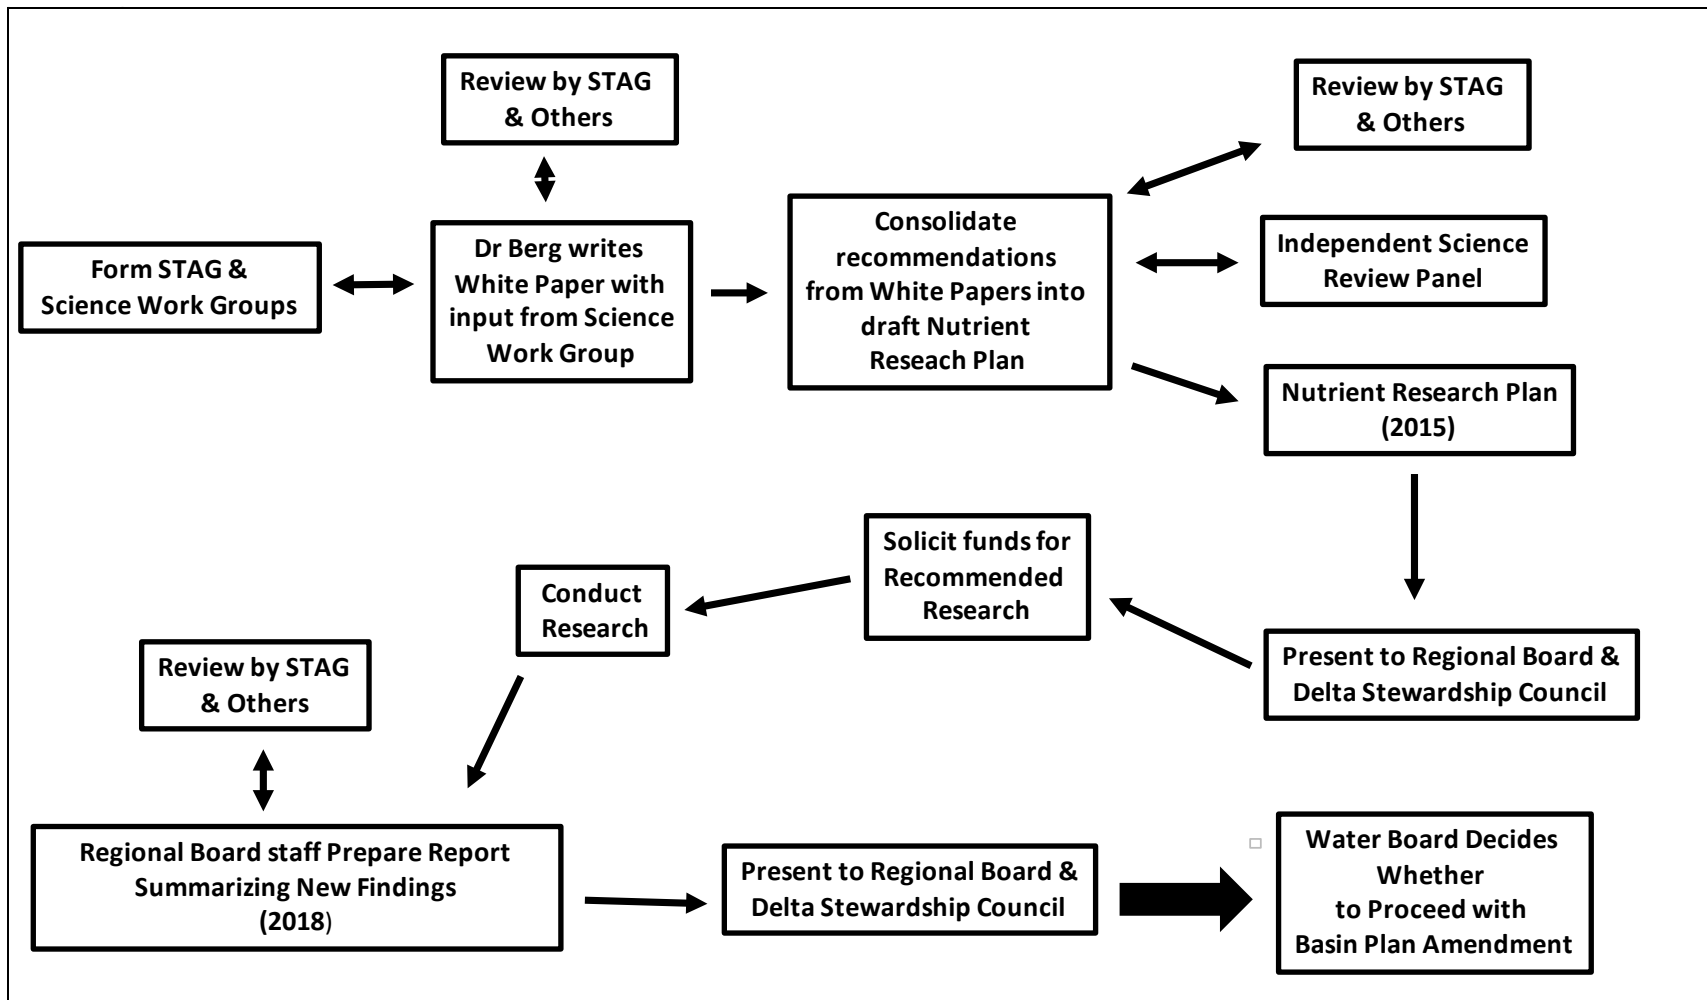 Review by STAG
& Others
Review by STAG
& Others
Form STAG &
Science Work Groups
Dr Berg writes
White Paper with
input from Science
Work Group
Consolidate
recommendations
from White Papers into
draft Nutrient
Reseach Plan
Independent Science
Review Panel
Nutrient Research Plan
(2015)
Present to Regional Board &
Delta Stewardship Council
Solicit funds for
Recommended
Research
Conduct
Research
Review by STAG
& Others
Regional Board staff Prepare Report
Summarizing New Findings
(2018)
Present to Regional Board &
Delta Stewardship Council
Water Board Decides
Whether
to Proceed with
Basin Plan Amendment